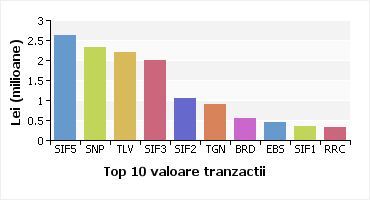 3
2.5
2
1.5
1
0.5
0
Lei (milioane)
SIF5 SNP TLV SIF3 SIF2 TGN BRD EBS SIF1 RRC
Top 10 valoare tranzactii